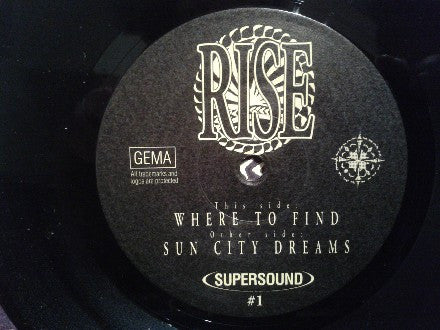 RISE
GEMA
All trademarks and
logos are protected
This side:
WHERE TO FIND
Other side:
SUN CITY DREAMS
SUPERSOUND
#1